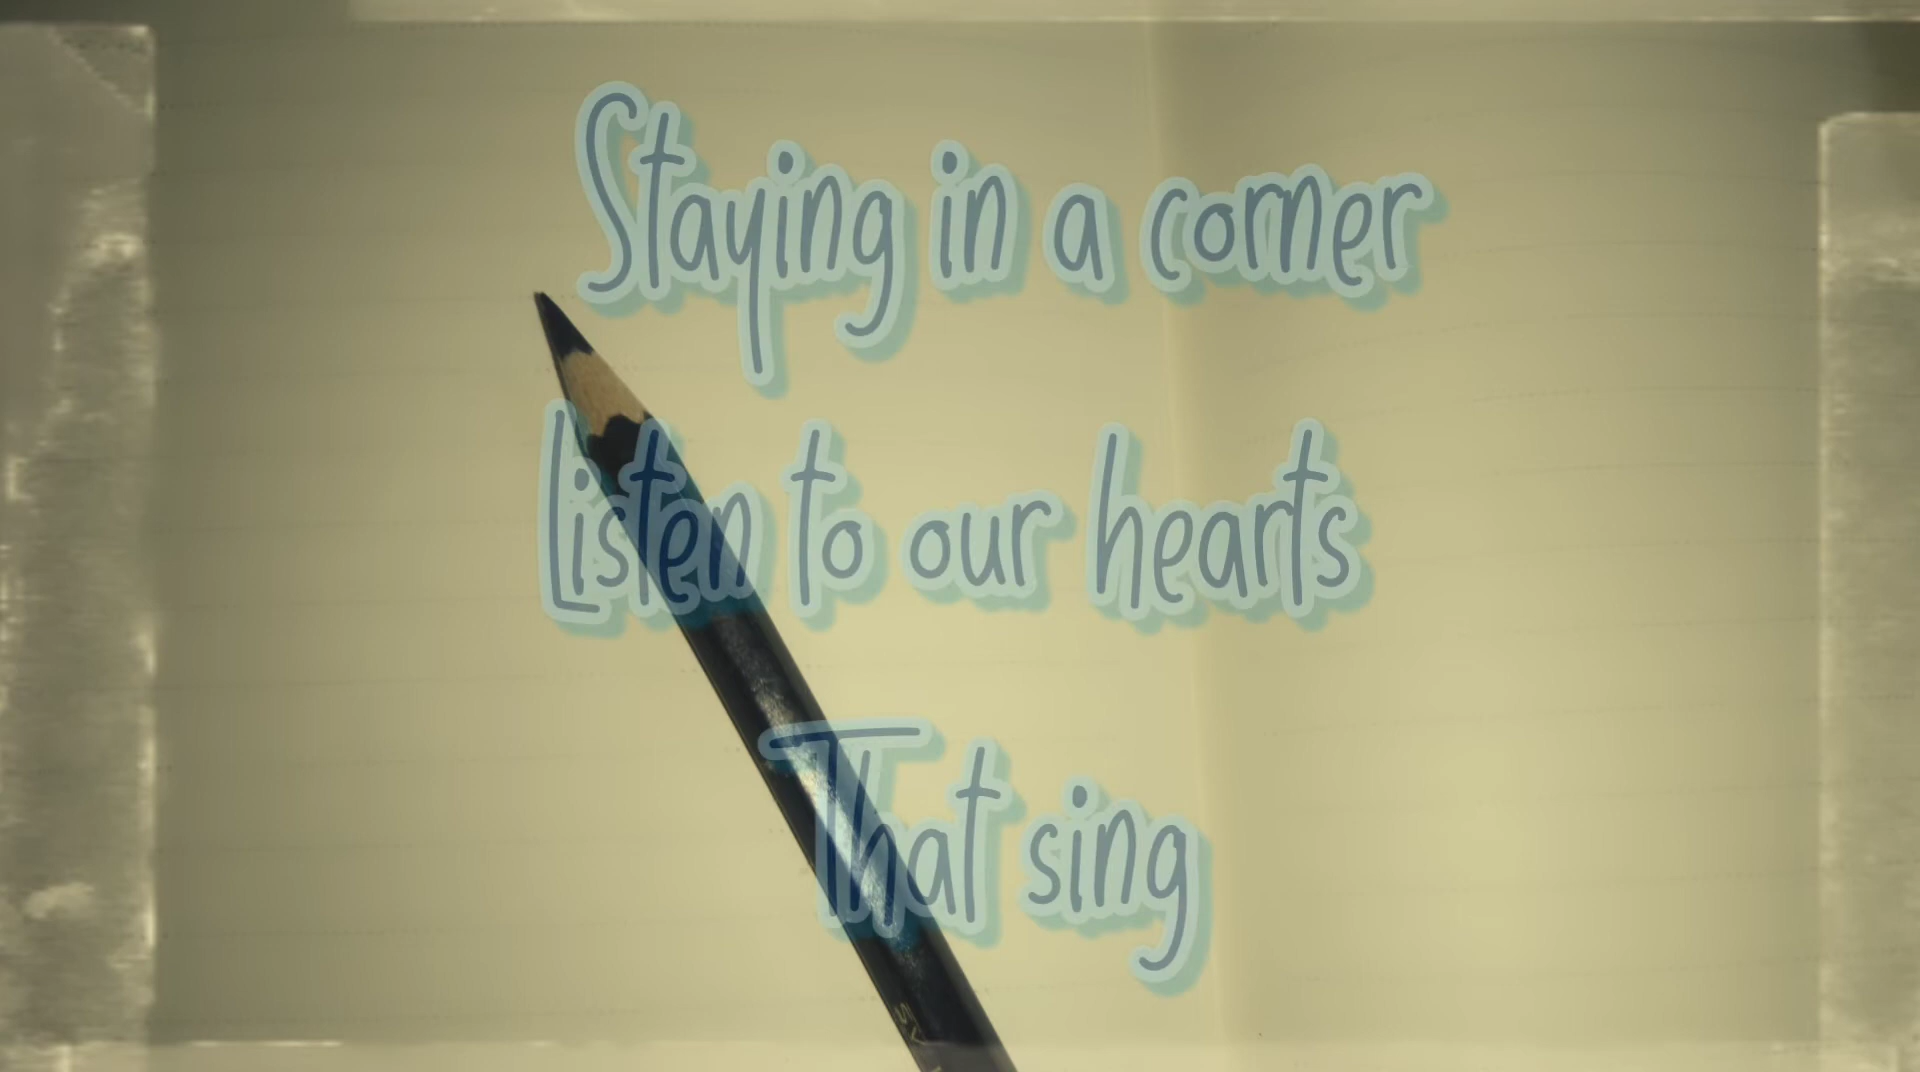 Staying in a corner
Listen to our hearts
That sing